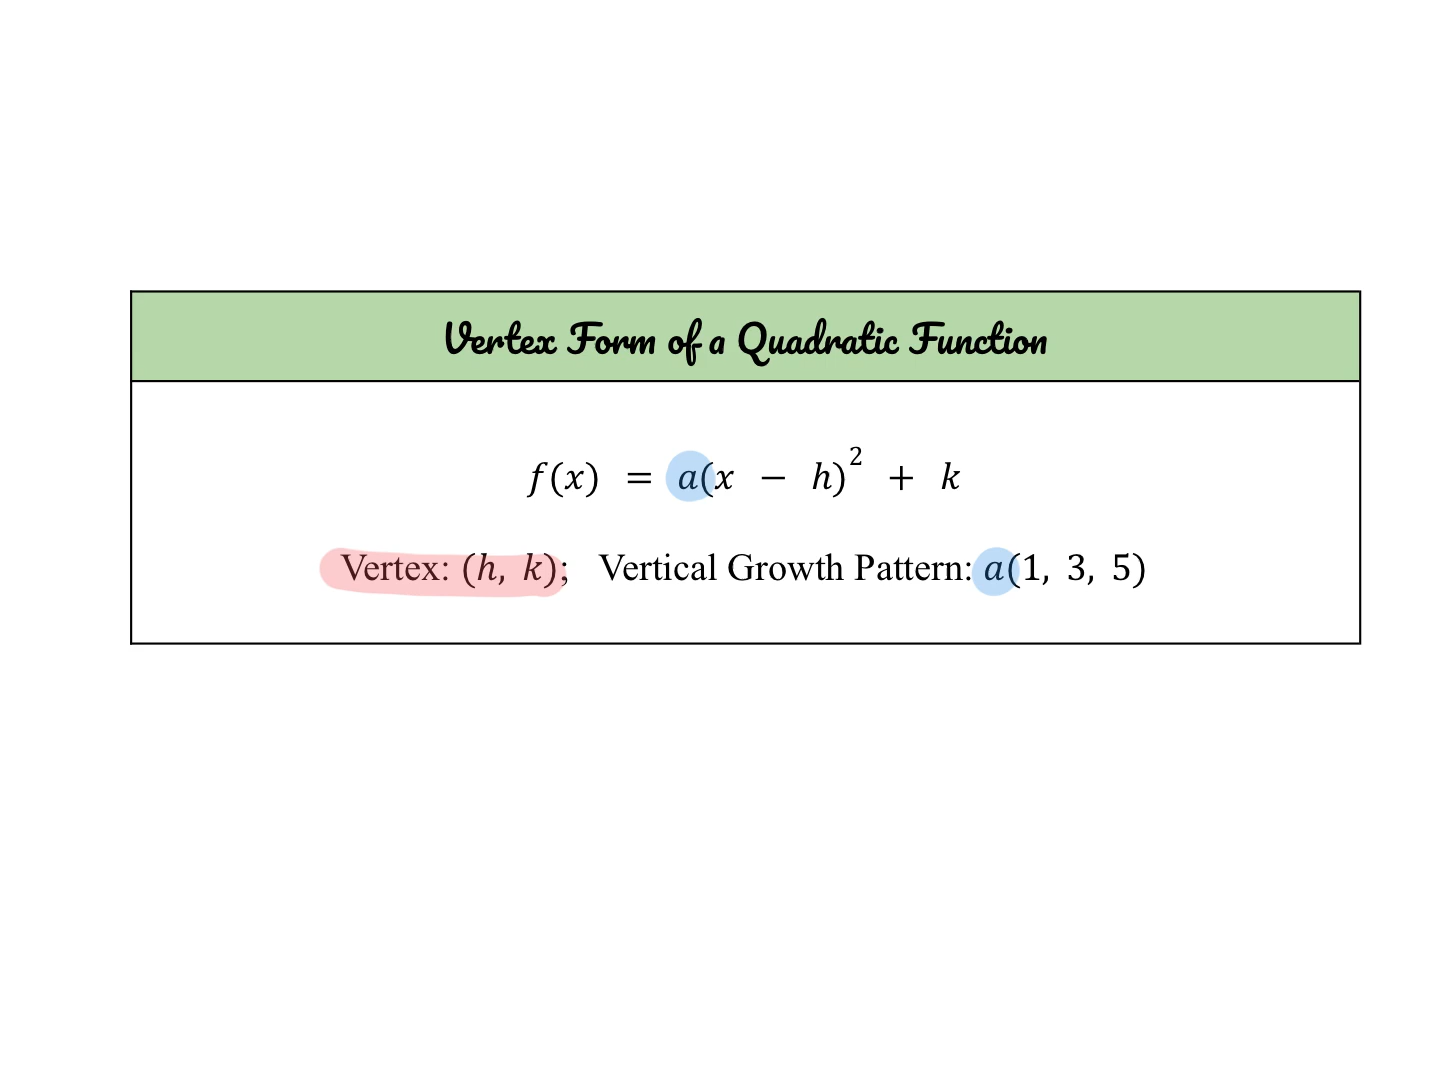 Vertex Form of a Quadratic Function
f(x) = a(x − h)² + k
Vertex: (h, k); Vertical Growth Pattern: a(1, 3, 5)